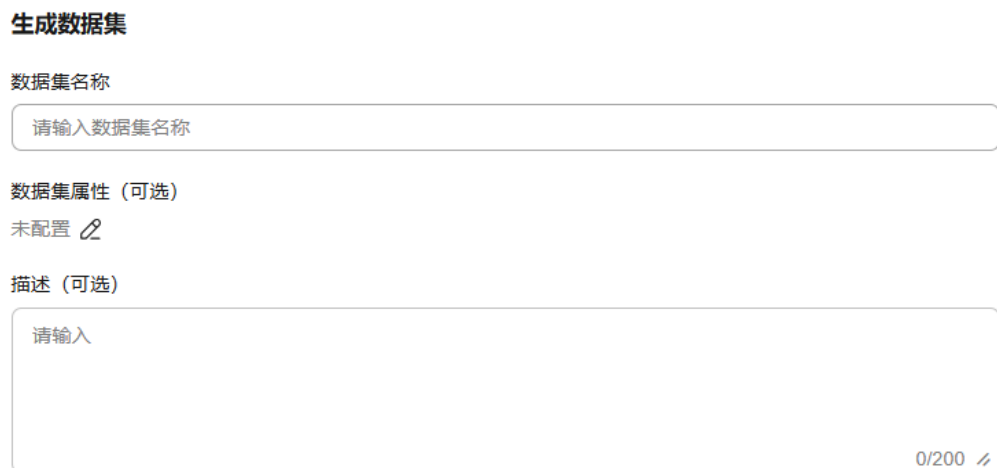 生成数据集
数据集名称
请输入数据集名称
数据集属性（可选）
未配置
描述（可选）
请输入
0/200